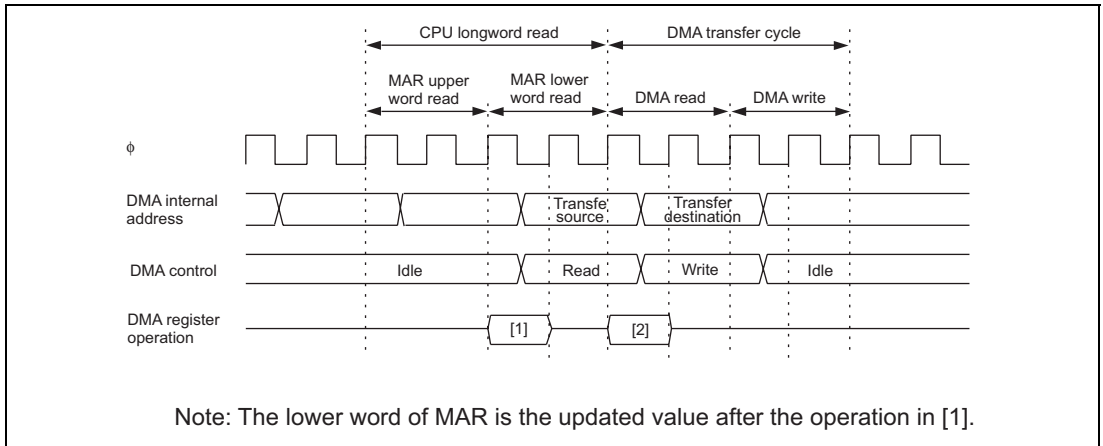 CPU longword read
DMA transfer cycle
MAR upper
word read
MAR lower
word read
DMA read
DMA write
φ
DMA internal
address
Transfe
source
Transfer
destination
DMA control
Idle
Read
Write
Idle
DMA register
operation
[1]
[2]
Note: The lower word of MAR is the updated value after the operation in [1].